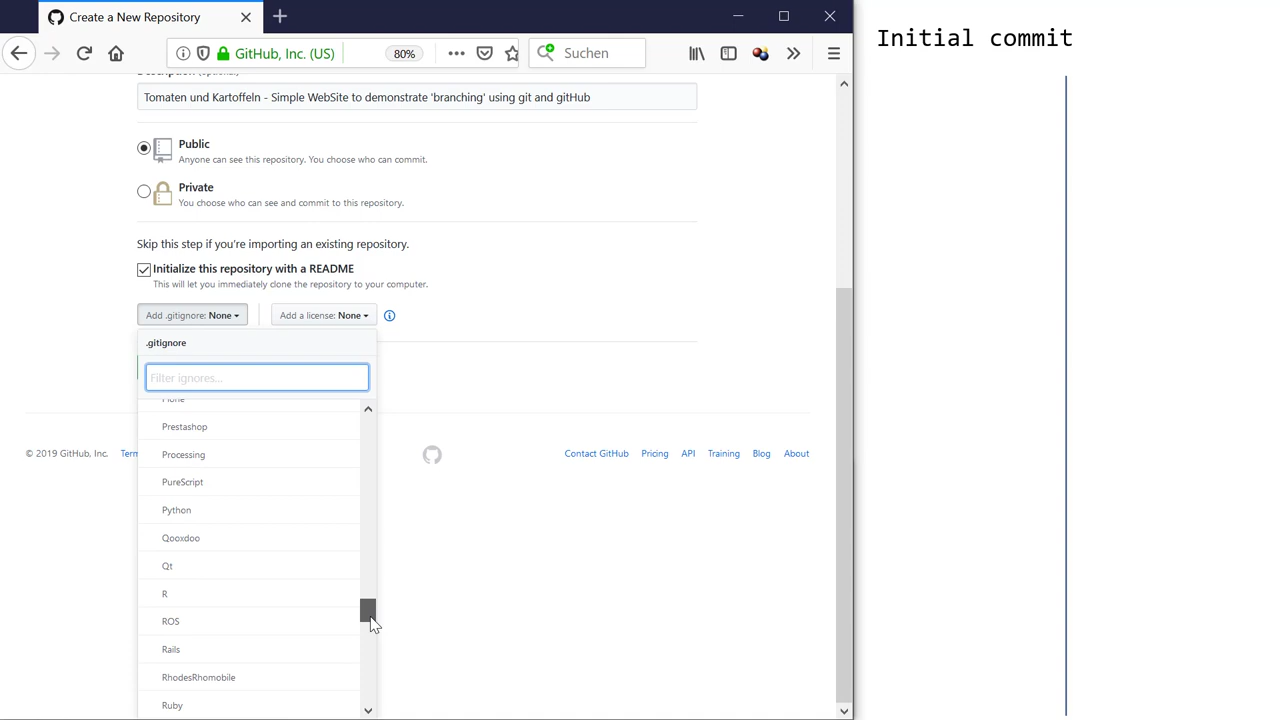 Create a New Repository
GitHub, Inc. (US)
80%
Suchen
Initial commit
Description (optional)
Tomaten und Kartoffeln - Simple WebSite to demonstrate 'branching' using git and gitHub
Public
Anyone can see this repository. You choose who can commit.
Private
You choose who can see and commit to this repository.
Skip this step if you're importing an existing repository.
Initialize this repository with a README
This will let you immediately clone the repository to your computer.
Add .gitignore: None
Add a license: None
.gitignore
Filter ignores...
Plone
Prestashop
Processing
PureScript
Python
Qooxdoo
Qt
R
ROS
Rails
RhodesRhomobile
Ruby
© 2019 GitHub, Inc.
Term
Contact GitHub
Pricing
API
Training
Blog
About